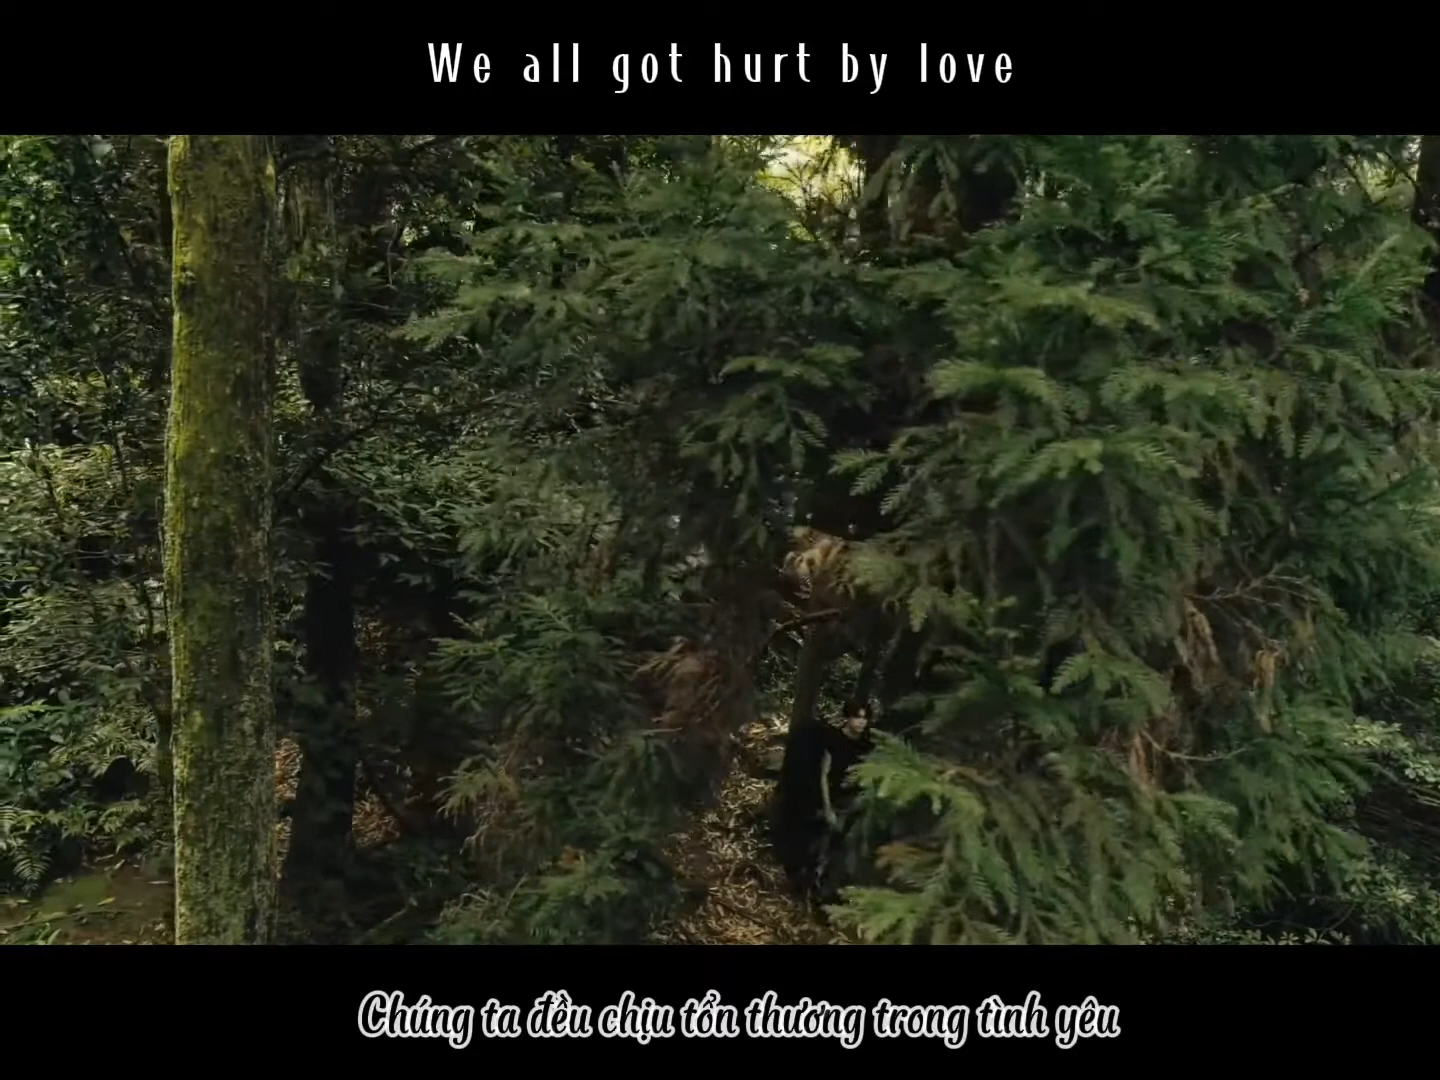 We all got hurt by love
Chúng ta đều chịu tổn thương trong tình yêu